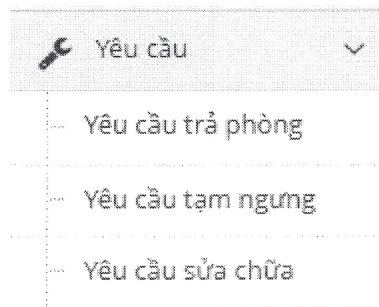 Yêu cầu
Yêu cầu trả phòng
Yêu cầu tạm ngưng
Yêu cầu sửa chữa